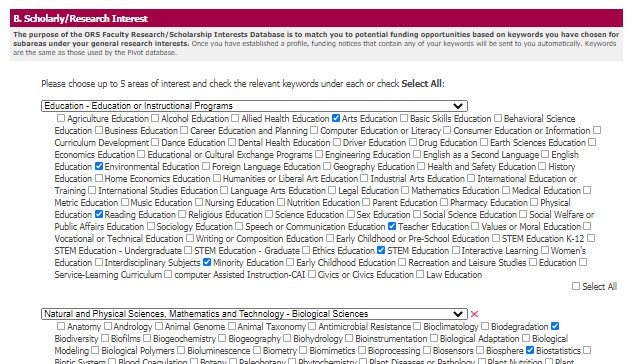 B. Scholarly/Research Interest
The purpose of the ORS Faculty Research/Scholarship Interests Database is to match you to potential funding opportunities based on keywords you have chosen for
subareas under your general research interests. Once you have established a profile, funding notices that contain any of your keywords will be sent to you automatically. Keywords
are the same as those used by the Pivot database.
Please choose up to 5 areas of interest and check the relevant keywords under each or check Select All:
Education - Education or Instructional Programs
Agriculture Education Alcohol Education Allied Health Education Arts Education Basic Skills Education Behavioral Science
Education Business Education Career Education and Planning Computer Education or Literacy Consumer Education or Information
Curriculum Development Dance Education Dental Health Education Driver Education Drug Education Earth Sciences Education
Economics Education Educational or Cultural Exchange Programs Engineering Education English as a Second Language English
Education Environmental Education Foreign Language Education Geography Education Health and Safety Education History
Education Home Economics Education Humanities or Liberal Art Education Industrial Arts Education International Education or
Training International Studies Education Language Arts Education Legal Education Mathematics Education Medical Education
Metric Education Music Education Nursing Education Nutrition Education Parent Education Pharmacy Education Physical
Education Reading Education Religious Education Science Education Sex Education Social Science Education Social Welfare or
Public Affairs Education Sociology Education Speech or Communication Education Teacher Education Values or Moral Education
Vocational or Technical Education Writing or Composition Education Early Childhood or Pre-School Education STEM Education K-12
STEM Education - Undergraduate STEM Education - Graduate Ethics Education STEM Education Interactive Learning Women's
Education Interdisciplinary Subjects Minority Education Early Childhood Education Recreation and Leisure Studies Education
Service-Learning Curriculum computer Assisted Instruction-CAI Civics or Civics Education Law Education
Select All
Natural and Physical Sciences, Mathematics and Technology - Biological Sciences
Anatomy Andrology Animal Genome Animal Taxonomy Antimicrobial Resistance Bioclimatology Biodegradation
Biodiversity Biofilms Biogeochemistry Biogeography Biohydrology Bioinstrumentation Biological Adaptation Biological
Modeling Biological Polymers Bioluminescence Biometry Biomimetics Bioprocessing Biosensors Biosphere Biostatistics
Biotic System Blood Coagulation Botany Paleobotany Phytochemistry Plant Diseases or Pathology Plant Nutrition Plant